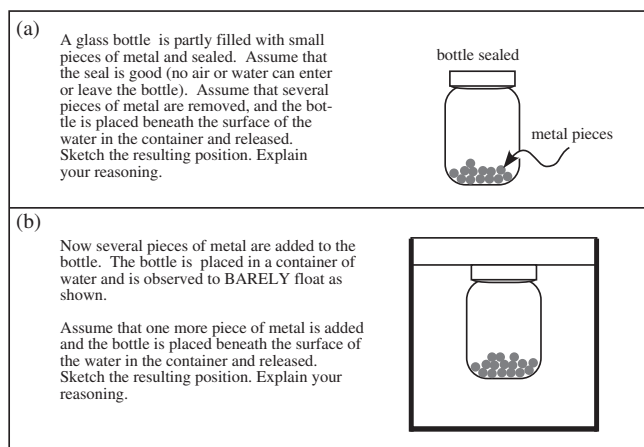 (a)
A glass bottle is partly filled with small
pieces of metal and sealed. Assume that
the seal is good (no air or water can enter
or leave the bottle). Assume that several
pieces of metal are removed, and the bot-
tle is placed beneath the surface of the
water in the container and released.
Sketch the resulting position. Explain
your reasoning.
bottle sealed
metal pieces
(b)
Now several pieces of metal are added to the
bottle. The bottle is placed in a container of
water and is observed to BARELY float as
shown.
Assume that one more piece of metal is added
and the bottle is placed beneath the surface of
the water in the container and released.
Sketch the resulting position. Explain your
reasoning.